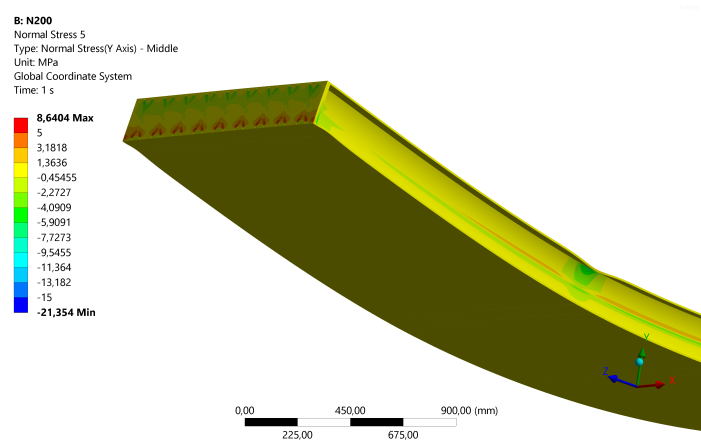 B: N200
Normal Stress 5
Type: Normal Stress(Y Axis) - Middle
Unit: MPa
Global Coordinate System
Time: 1 s
8,6404 Max
5
3,1818
1,3636
-0,45455
-2,2727
-4,0909
-5,9091
-7,7273
-9,5455
-11,364
-13,182
-15
-21,354 Min
Y
Z
X
0,00 450,00 900,00 (mm)
225,00 675,00